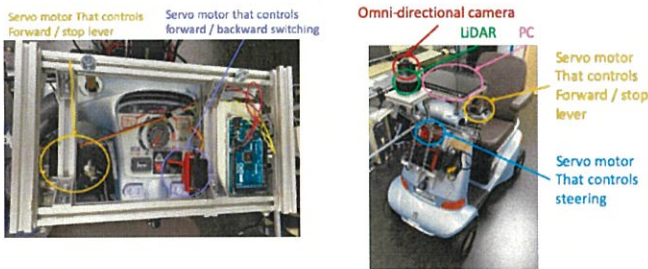 Servo motor That controls
Forward / stop lever
Servo motor that controls
forward / backward switching
Omni-directional camera
LiDAR
PC
Servo motor
That controls
Forward / stop
lever
Servo motor
That controls
steering